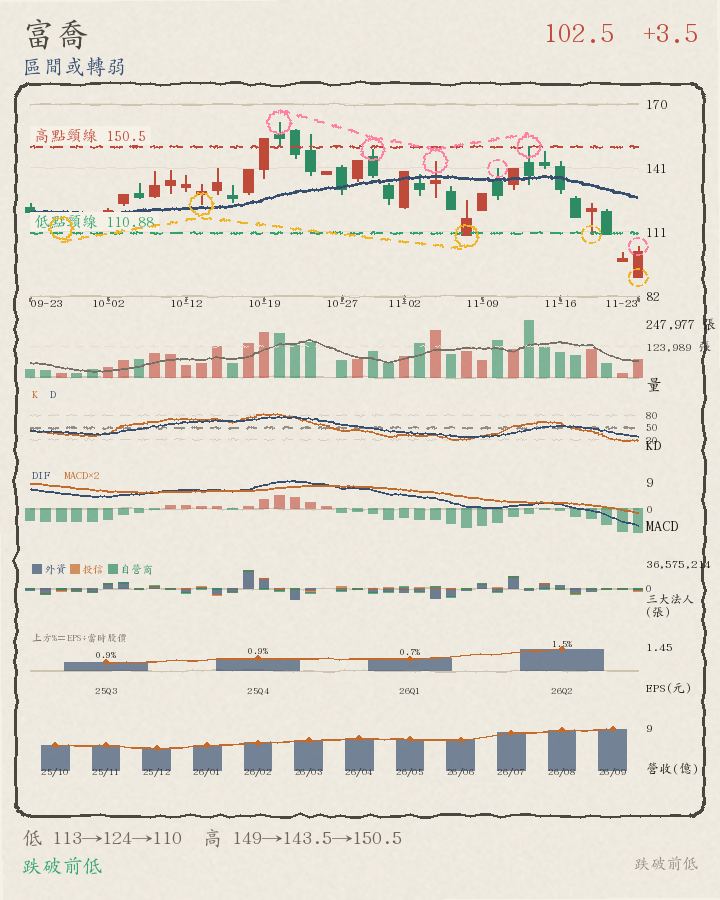 富喬
102.5 +3.5
區間或轉弱
170
高點頸線 150.5
141
低點頸線 110.88
111
82
09-23 10-02 10-12 10-19 10-27 11-02 11-09 11-16 11-23
247,977 張
123,989 張
量
K D
80
50
20
KD
DIF MACD×2
9
0
MACD
36,575,214
外資 投信 自營商
0
三大法人
(張)
上方%=EPS÷當時股價
0.9% 0.9% 0.7% 1.5%
1.45
25Q3 25Q4 26Q1 26Q2
EPS(元)
9
25/10 25/11 25/12 26/01 26/02 26/03 26/04 26/05 26/06 26/07 26/08 26/09
營收(億)
低 113→124→110 高 149→143.5→150.5
跌破前低
跌破前低